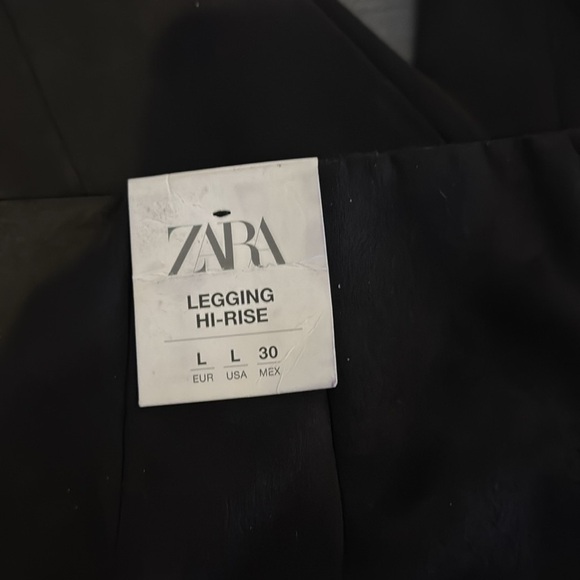 ZARA
LEGGING
HI-RISE
L L 30
EUR USA MEX